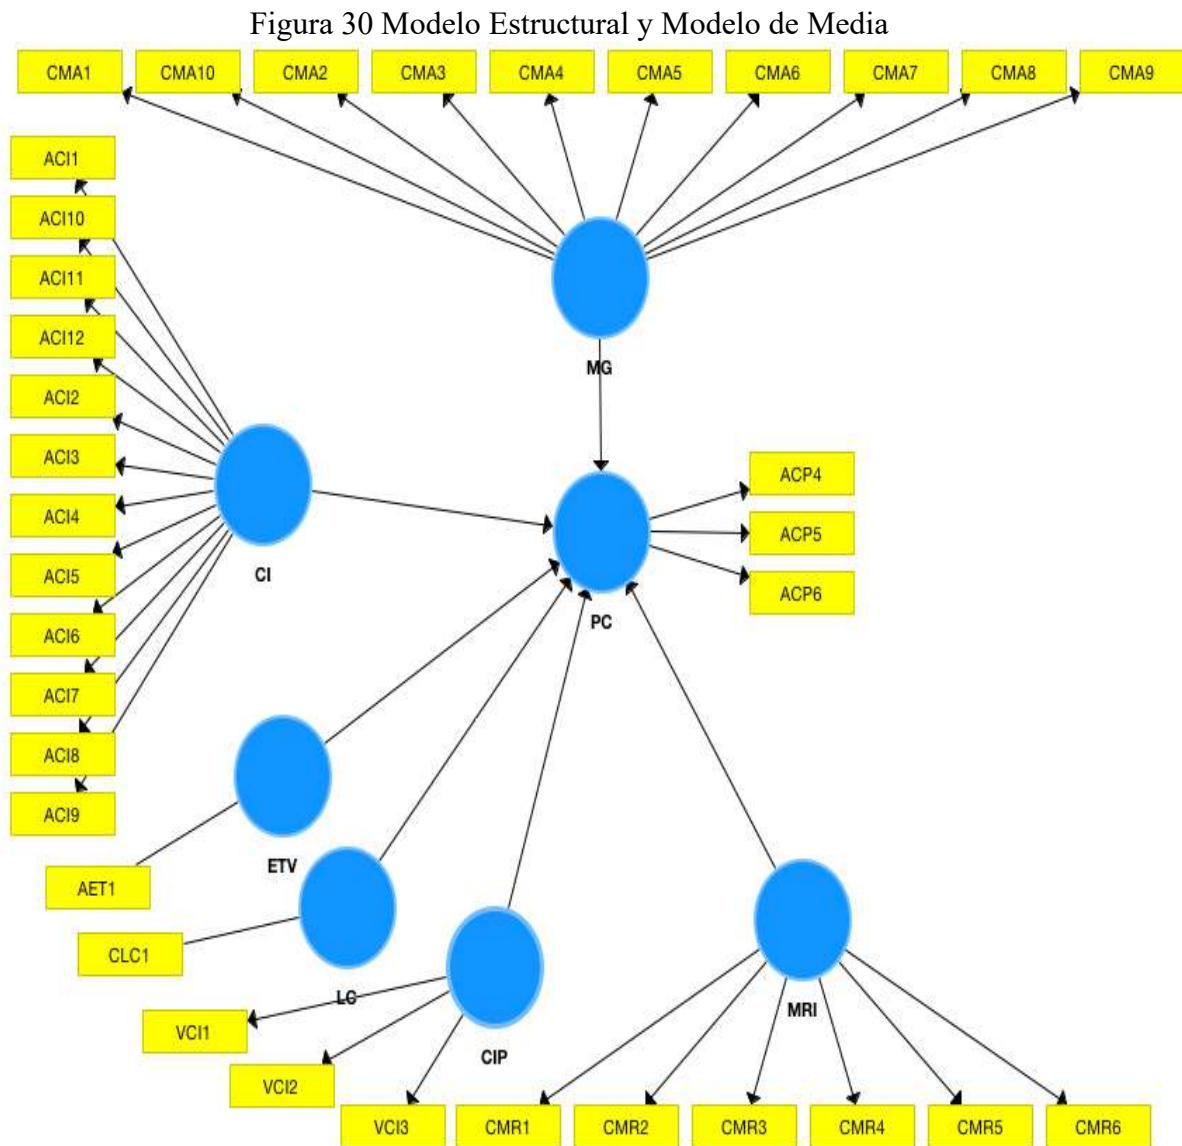 Figura 30 Modelo Estructural y Modelo de Media
CMA1 CMA10 CMA2 CMA3 CMA4 CMA5 CMA6 CMA7 CMA8 CMA9
ACI1
ACI10
ACI11
ACI12
ACI2
ACI3
ACI4
ACI5
ACI6
ACI7
ACI8
ACI9
MG
CI
ACP4
ACP5
ACP6
PC
ETV
AET1
LC
CLC1
CIP
VCI1
VCI2
VCI3
MRI
CMR1 CMR2 CMR3 CMR4 CMR5 CMR6